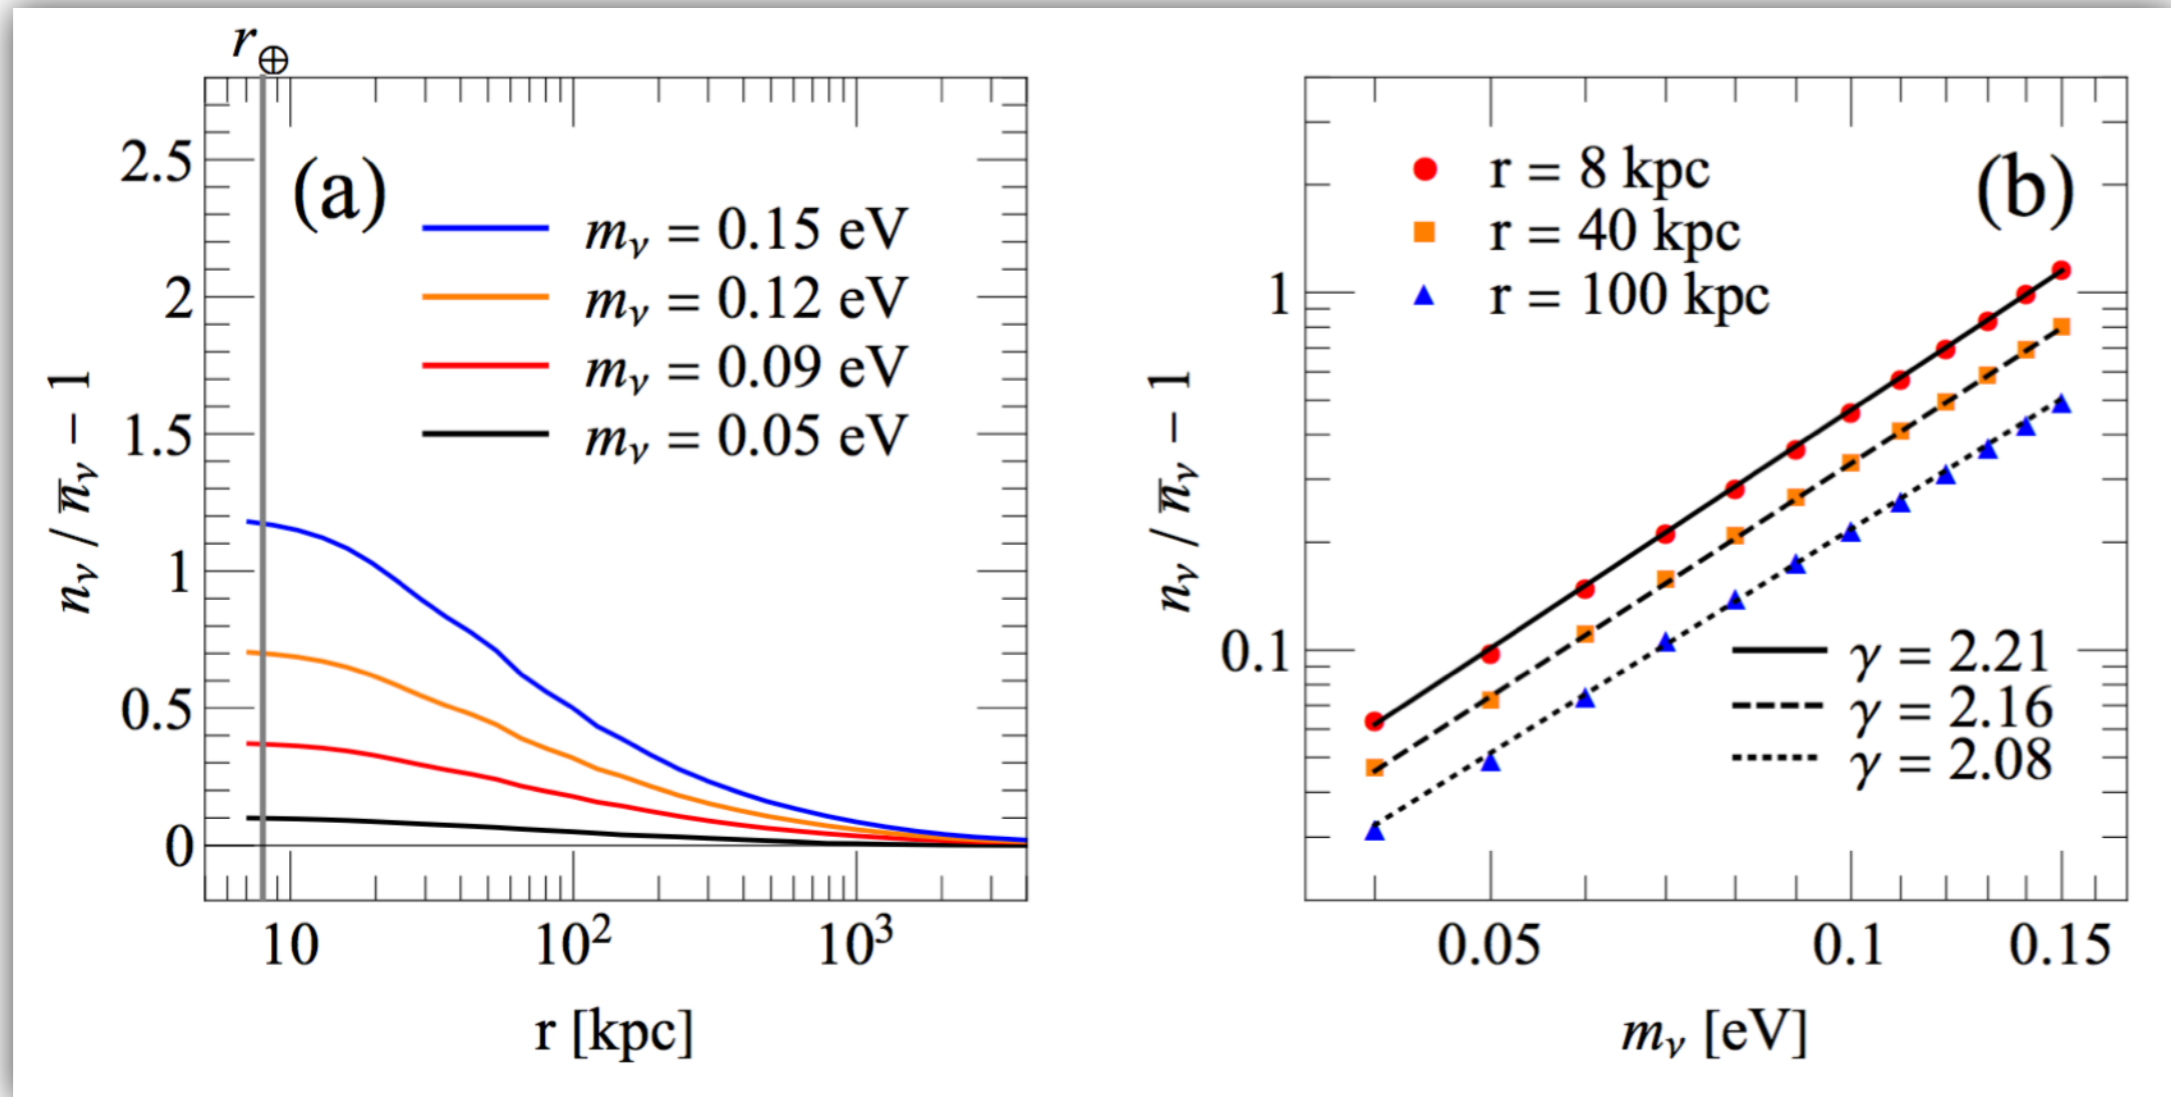 r⊕
(a)
2.5
2
1.5
1
0.5
0
n_ν / n̅_ν − 1
m_ν = 0.15 eV
m_ν = 0.12 eV
m_ν = 0.09 eV
m_ν = 0.05 eV
10
10²
10³
r [kpc]
(b)
1
0.1
n_ν / n̅_ν − 1
r = 8 kpc
r = 40 kpc
r = 100 kpc
γ = 2.21
γ = 2.16
γ = 2.08
0.05
0.1
0.15
m_ν [eV]